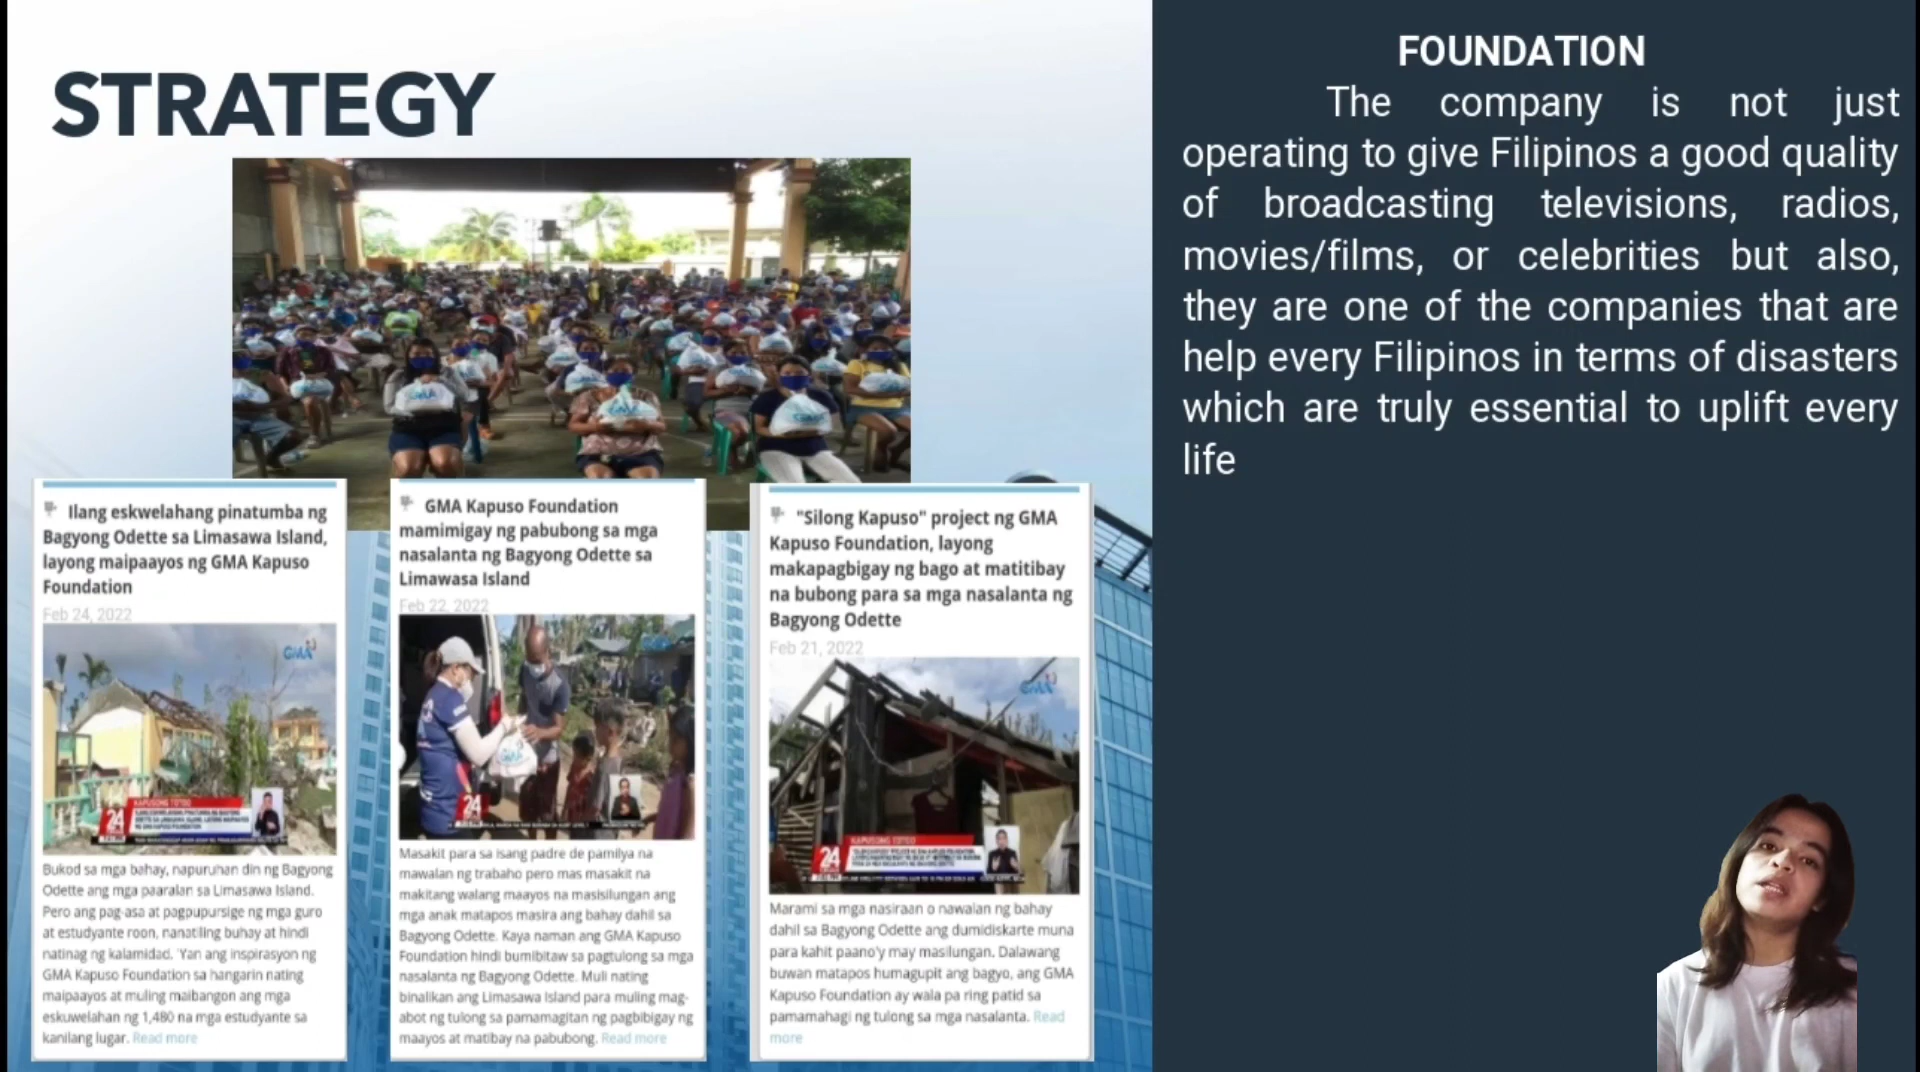 STRATEGY
FOUNDATION
The company is not just
operating to give Filipinos a good quality
of broadcasting televisions, radios,
movies/films, or celebrities but also,
they are one of the companies that are
help every Filipinos in terms of disasters
which are truly essential to uplift every
life
Ilang eskwelahang pinatumba ng
Bagyong Odette sa Limasawa Island,
layong maipaayos ng GMA Kapuso
Foundation
Feb 24, 2022
GMA
KAPUSONG TOTOO
24
Bukod sa mga bahay, napuruhan din ng Bagyong
Odette ang mga paaralan sa Limasawa Island.
Pero ang pag-asa at pagpupursige ng mga guro
at estudyante roon, nanatiling buhay at hindi
natinag ng kalamidad. 'Yan ang inspirasyon ng
GMA Kapuso Foundation sa hangarin nating
maipaayos at muling maibangon ang mga
eskuwelahan ng 1,480 na mga estudyante sa
kanilang lugar. Read more
GMA Kapuso Foundation
mamimigay ng pabubong sa mga
nasalanta ng Bagyong Odette sa
Limawasa Island
Feb 22, 2022
24
Masakit para sa isang padre de pamilya na
mawalan ng trabaho pero mas masakit na
makitang walang maayos na masisilungan ang
mga anak matapos masira ang bahay dahil sa
Bagyong Odette. Kaya naman ang GMA Kapuso
Foundation hindi bumibitaw sa pagtulong sa mga
nasalanta ng Bagyong Odette. Muli nating
binalikan ang Limasawa Island para muling mag-
abot ng tulong sa pamamagitan ng pagbibigay ng
maayos at matibay na pabubong. Read more
"Silong Kapuso" project ng GMA
Kapuso Foundation, layong
makapagbigay ng bago at matitibay
na bubong para sa mga nasalanta ng
Bagyong Odette
Feb 21, 2022
GMA
KAPUSONG TOTOO
24
Marami sa mga nasiraan o nawalan ng bahay
dahil sa Bagyong Odette ang dumidiskarte muna
para kahit paano'y may masilungan. Dalawang
buwan matapos humagupit ang bagyo, ang GMA
Kapuso Foundation ay wala pa ring patid sa
pamamahagi ng tulong sa mga nasalanta. Read
more